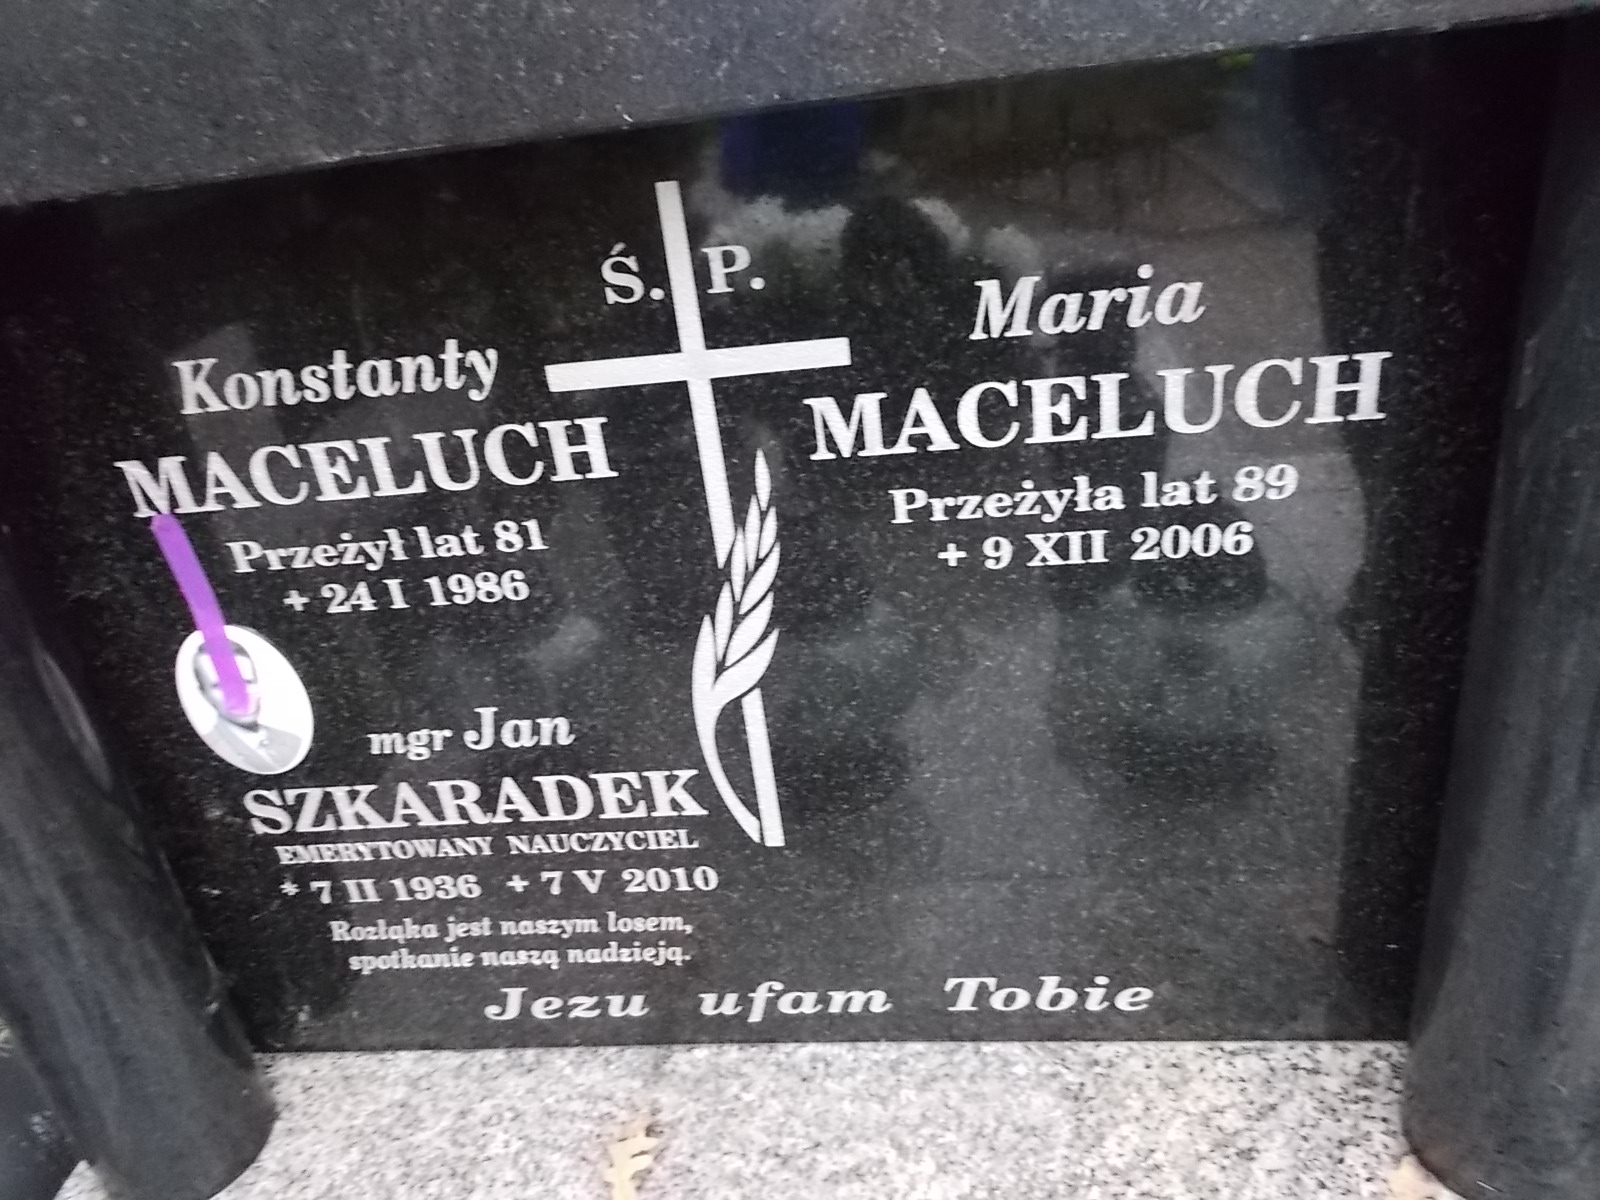 Ś. P.
Konstanty
MACELUCH
Przeżył lat 81
+ 24 I 1986
Maria
MACELUCH
Przeżyła lat 89
+ 9 XII 2006
mgr Jan
SZKARADEK
EMERYTOWANY NAUCZYCIEL
* 7 II 1936 + 7 V 2010
Rozłąka jest naszym losem,
spotkanie naszą nadzieją.
Jezu ufam Tobie